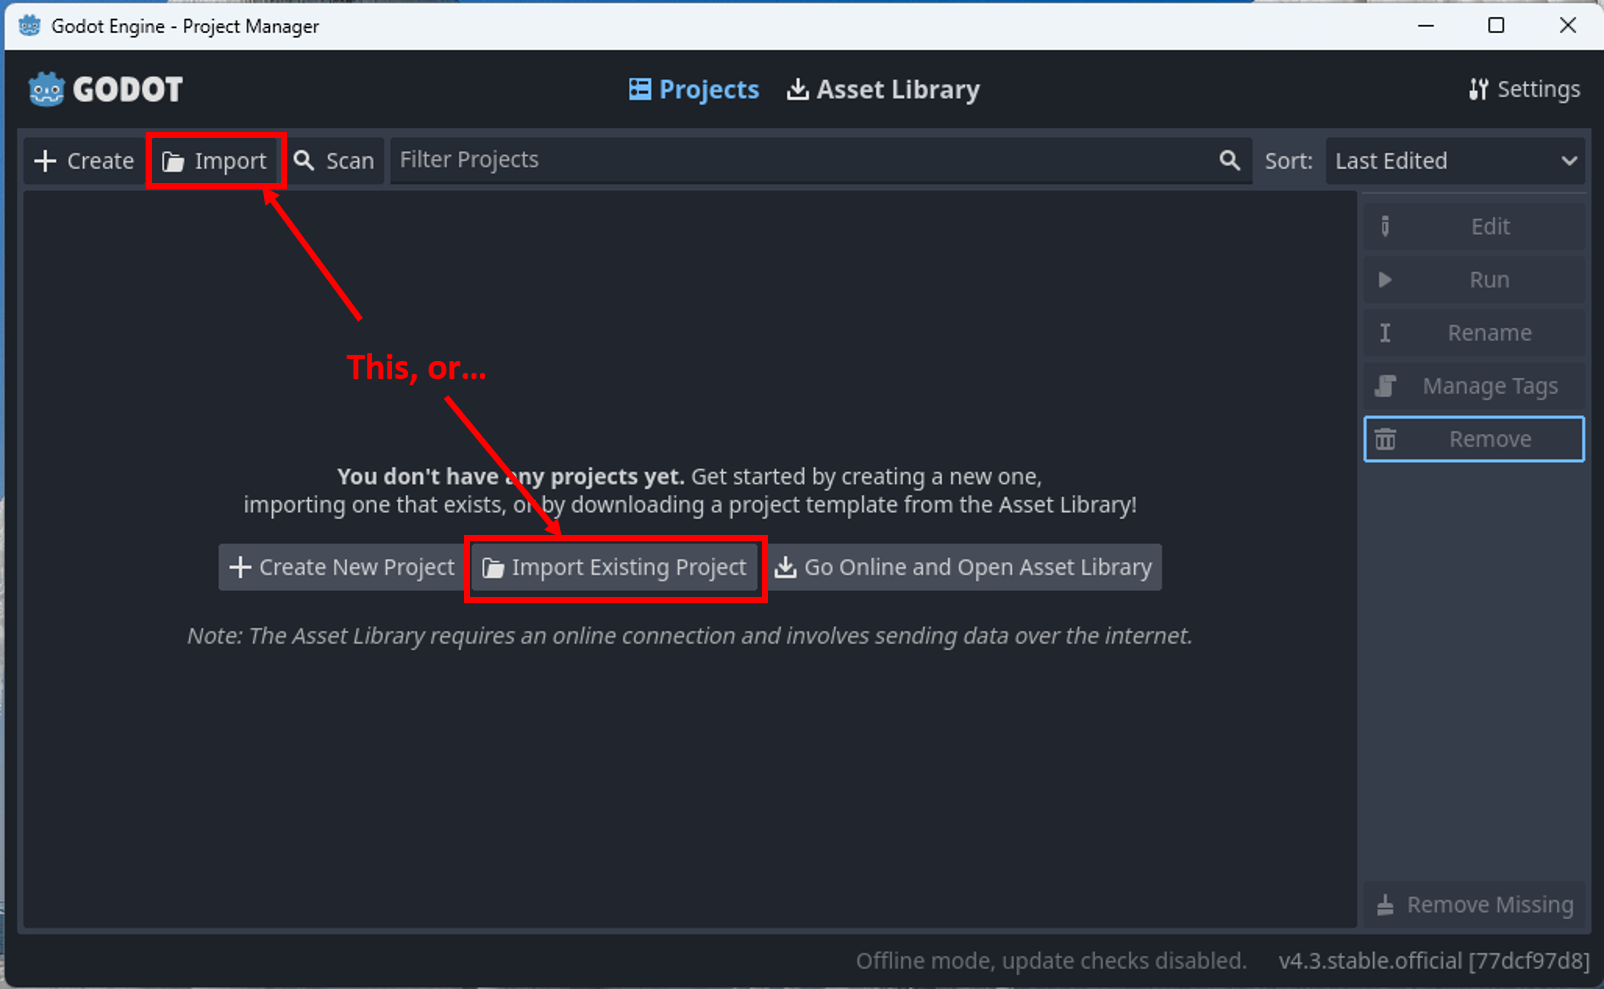 Godot Engine - Project Manager
GODOT
Projects
Asset Library
Settings
Create
Import
Scan
Filter Projects
Sort:
Last Edited
Edit
Run
Rename
Manage Tags
Remove
This, or...
You don't have any projects yet. Get started by creating a new one,
importing one that exists, or by downloading a project template from the Asset Library!
Create New Project
Import Existing Project
Go Online and Open Asset Library
Note: The Asset Library requires an online connection and involves sending data over the internet.
Remove Missing
Offline mode, update checks disabled.
v4.3.stable.official [77dcf97d8]